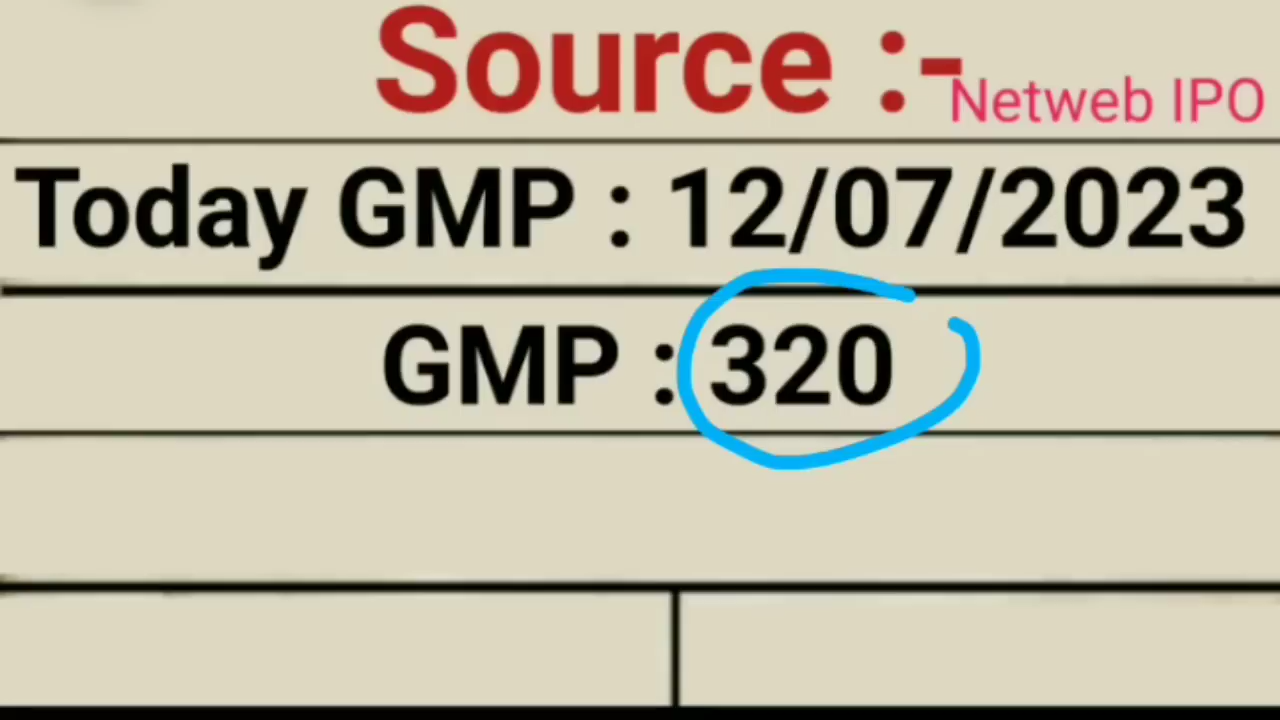 Source :-
Netweb IPO
Today GMP : 12/07/2023
GMP : 320